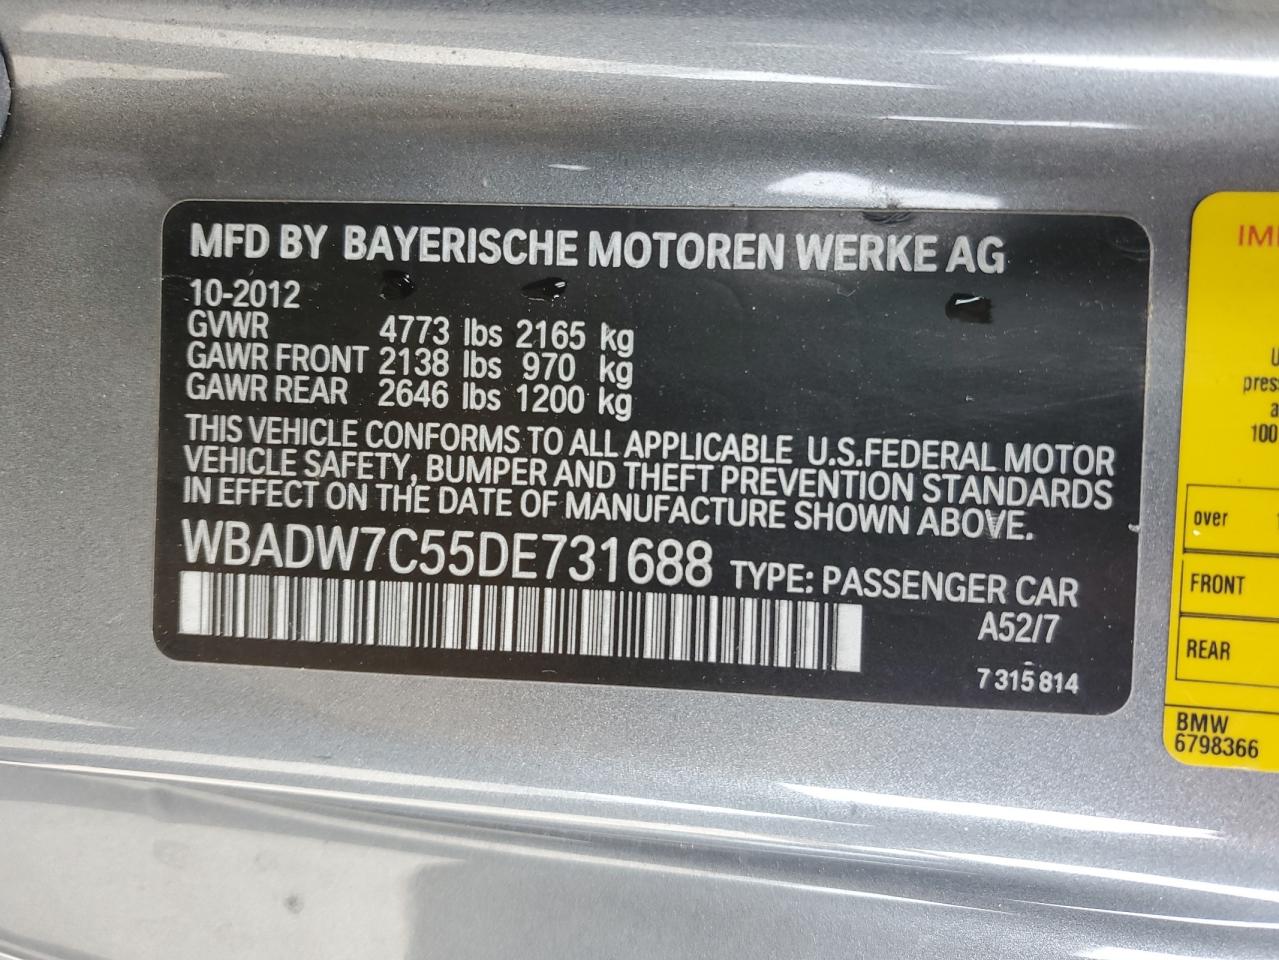 MFD BY BAYERISCHE MOTOREN WERKE AG
10-2012
GVWR 4773 lbs 2165 kg
GAWR FRONT 2138 lbs 970 kg
GAWR REAR 2646 lbs 1200 kg
THIS VEHICLE CONFORMS TO ALL APPLICABLE U.S.FEDERAL MOTOR
VEHICLE SAFETY, BUMPER AND THEFT PREVENTION STANDARDS
IN EFFECT ON THE DATE OF MANUFACTURE SHOWN ABOVE.
WBADW7C55DE731688 TYPE: PASSENGER CAR
A52/7
7 315 814
over
FRONT
REAR
BMW
6798366